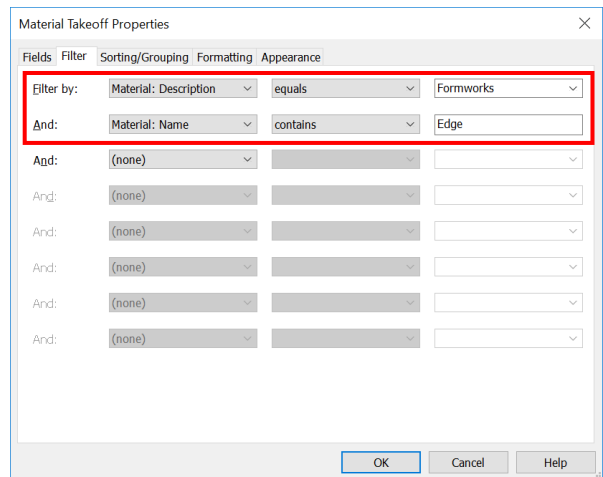 Material Takeoff Properties
Fields Filter Sorting/Grouping Formatting Appearance
Filter by: Material: Description equals Formworks
And: Material: Name contains Edge
And: (none)
And: (none)
And: (none)
And: (none)
And: (none)
And: (none)
OK Cancel Help